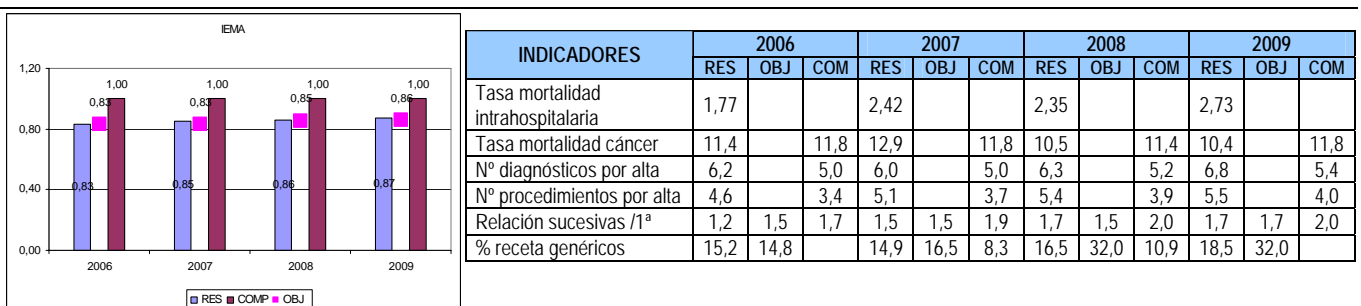 IEMA
1,20
0,80
0,40
0,00
1,00 1,00 1,00 1,00
0,83 0,83 0,85 0,86
0,83 0,85 0,86 0,87
2006 2007 2008 2009
RES COMP OBJ
INDICADORES 2006 2007 2008 2009
RES OBJ COM RES OBJ COM RES OBJ COM RES OBJ COM
Tasa mortalidad
intrahospitalaria 1,77 2,42 2,35 2,73
Tasa mortalidad cáncer 11,4 11,8 12,9 11,8 10,5 11,4 10,4 11,8
Nº diagnósticos por alta 6,2 5,0 6,0 5,0 6,3 5,2 6,8 5,4
Nº procedimientos por alta 4,6 3,4 5,1 3,7 5,4 3,9 5,5 4,0
Relación sucesivas /1ª 1,2 1,5 1,7 1,5 1,5 1,9 1,7 1,5 2,0 1,7 1,7 2,0
% receta genéricos 15,2 14,8 14,9 16,5 8,3 16,5 32,0 10,9 18,5 32,0